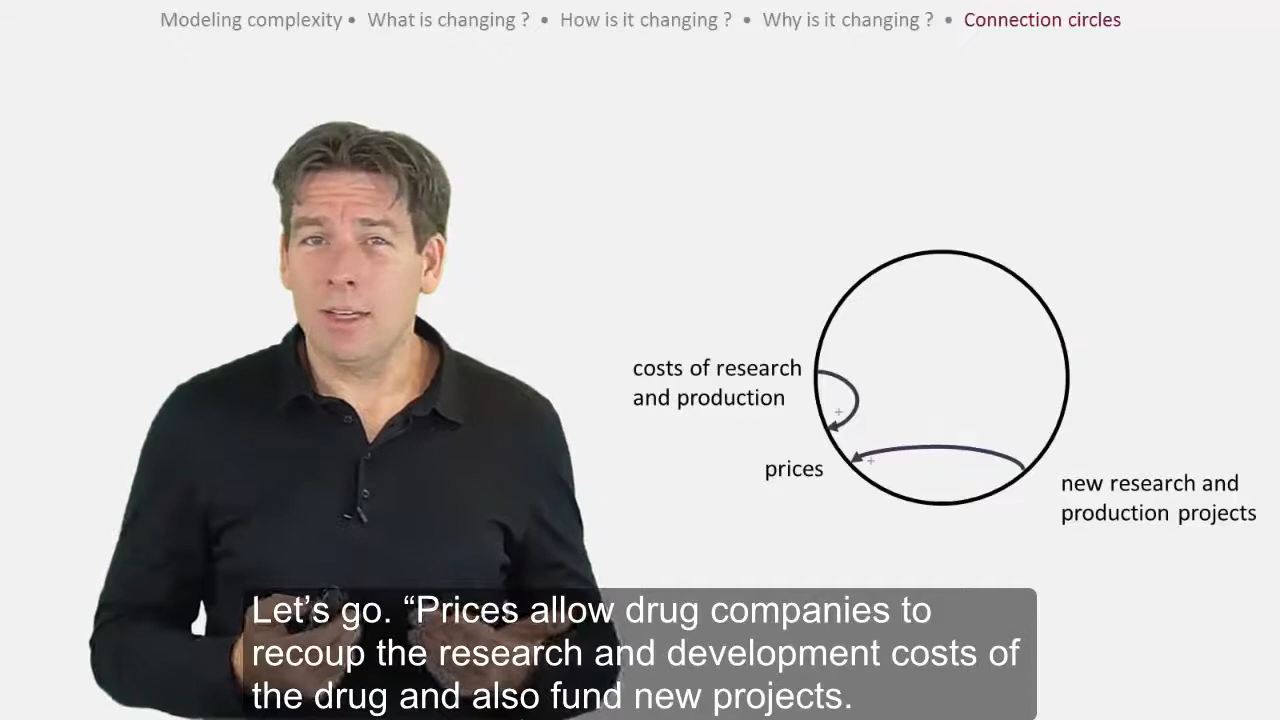 Modeling complexity • What is changing ? • How is it changing ? • Why is it changing ? • Connection circles
costs of research
and production
+
prices
+
new research and
production projects
Let’s go. “Prices allow drug companies to
recoup the research and development costs of
the drug and also fund new projects.